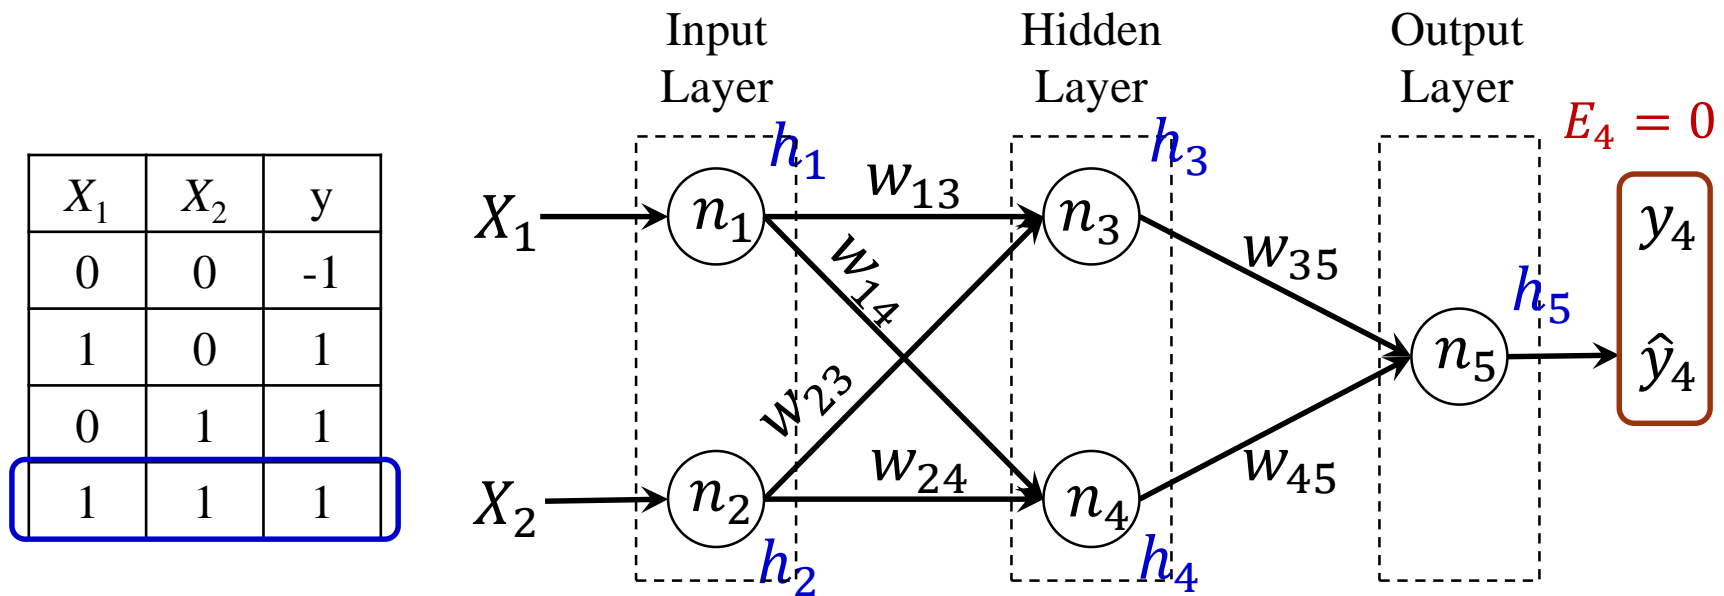 Input Layer
Hidden Layer
Output Layer
E₄ = 0
X₁ X₂ y
0 0 -1
1 0 1
0 1 1
1 1 1
X₁
X₂
h₁
n₁
n₂
h₂
w₁₃
w₁₄
w₂₃
w₂₄
h₃
n₃
n₄
h₄
w₃₅
w₄₅
n₅
h₅
y₄
ŷ₄